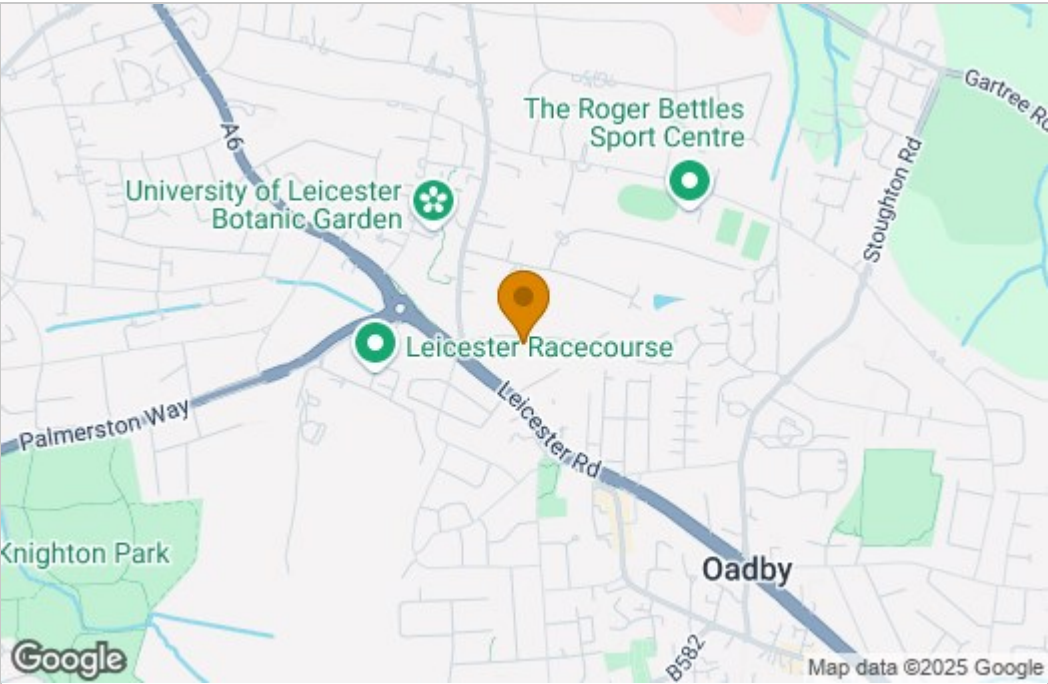 Gartree Rd
The Roger Bettles
Sport Centre
A6
Stoughton Rd
University of Leicester
Botanic Garden
Leicester Racecourse
Palmerston Way
Leicester Rd
Knighton Park
Oadby
B582
Google
Map data ©2025 Google